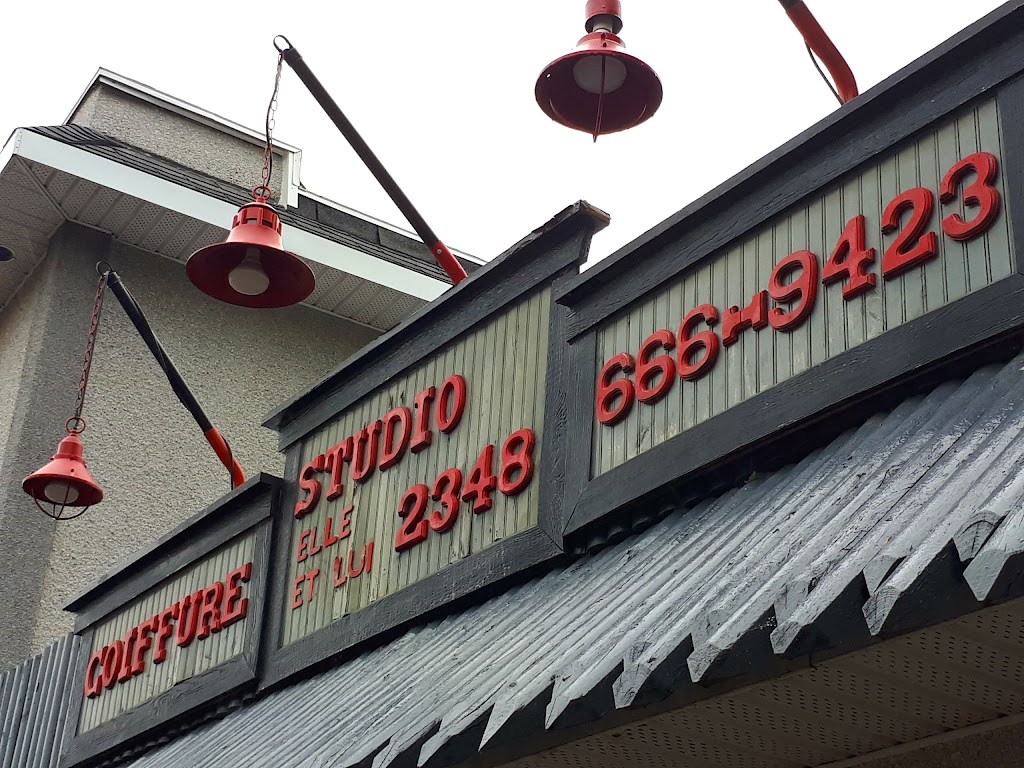 COIFFURE
STUDIO
ELLE
ET LUI
2348
666-9423